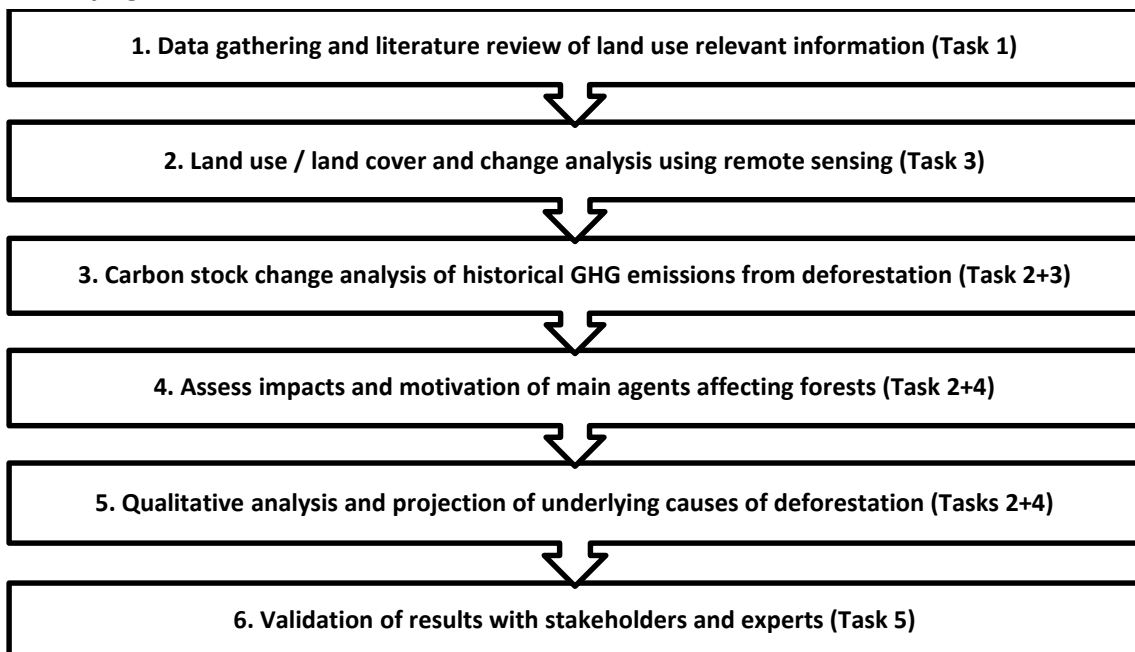 1. Data gathering and literature review of land use relevant information (Task 1)
2. Land use / land cover and change analysis using remote sensing (Task 3)
3. Carbon stock change analysis of historical GHG emissions from deforestation (Task 2+3)
4. Assess impacts and motivation of main agents affecting forests (Task 2+4)
5. Qualitative analysis and projection of underlying causes of deforestation (Tasks 2+4)
6. Validation of results with stakeholders and experts (Task 5)